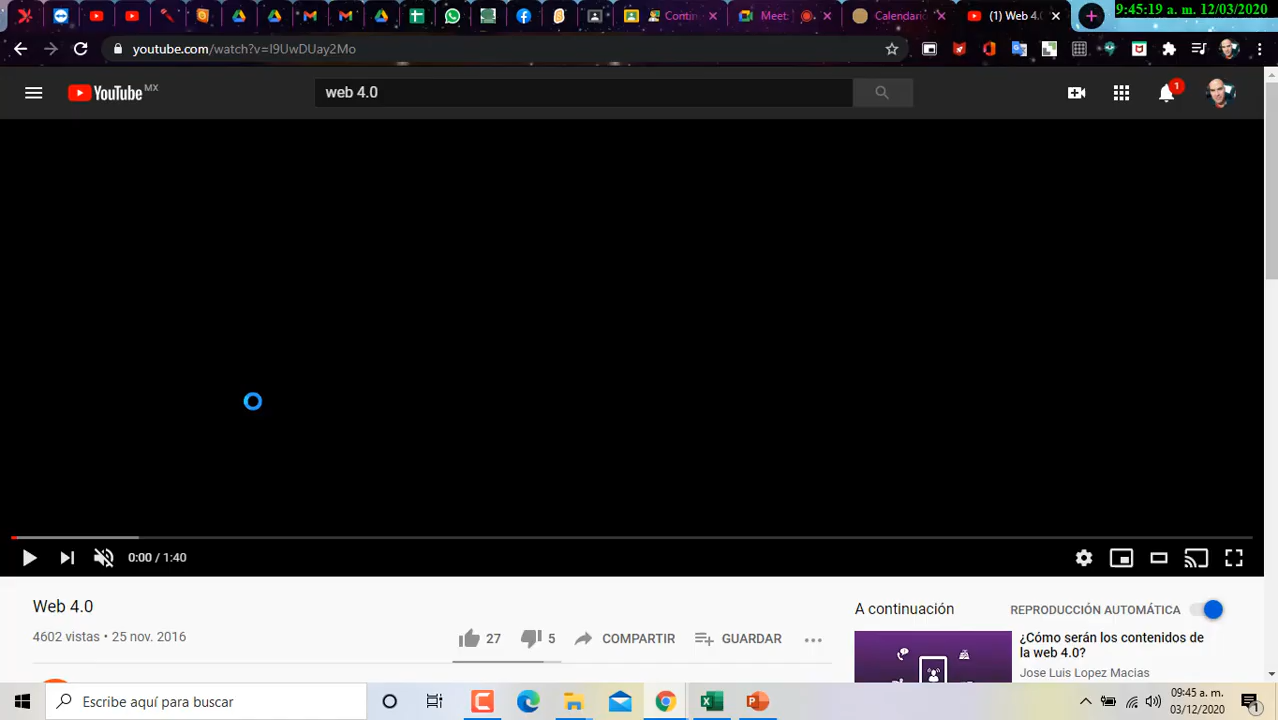 Contin
Meet:
Calendario
(1) Web 4.0
9:45:19 a. m. 12/03/2020
youtube.com/watch?v=I9UwDUay2Mo
YouTube MX
web 4.0
1
0:00 / 1:40
Web 4.0
4602 vistas • 25 nov. 2016
27
5
COMPARTIR
GUARDAR
A continuación
REPRODUCCIÓN AUTOMÁTICA
¿Cómo serán los contenidos de
la web 4.0?
Jose Luis Lopez Macias
Escribe aquí para buscar
09:45 a. m.
03/12/2020
1